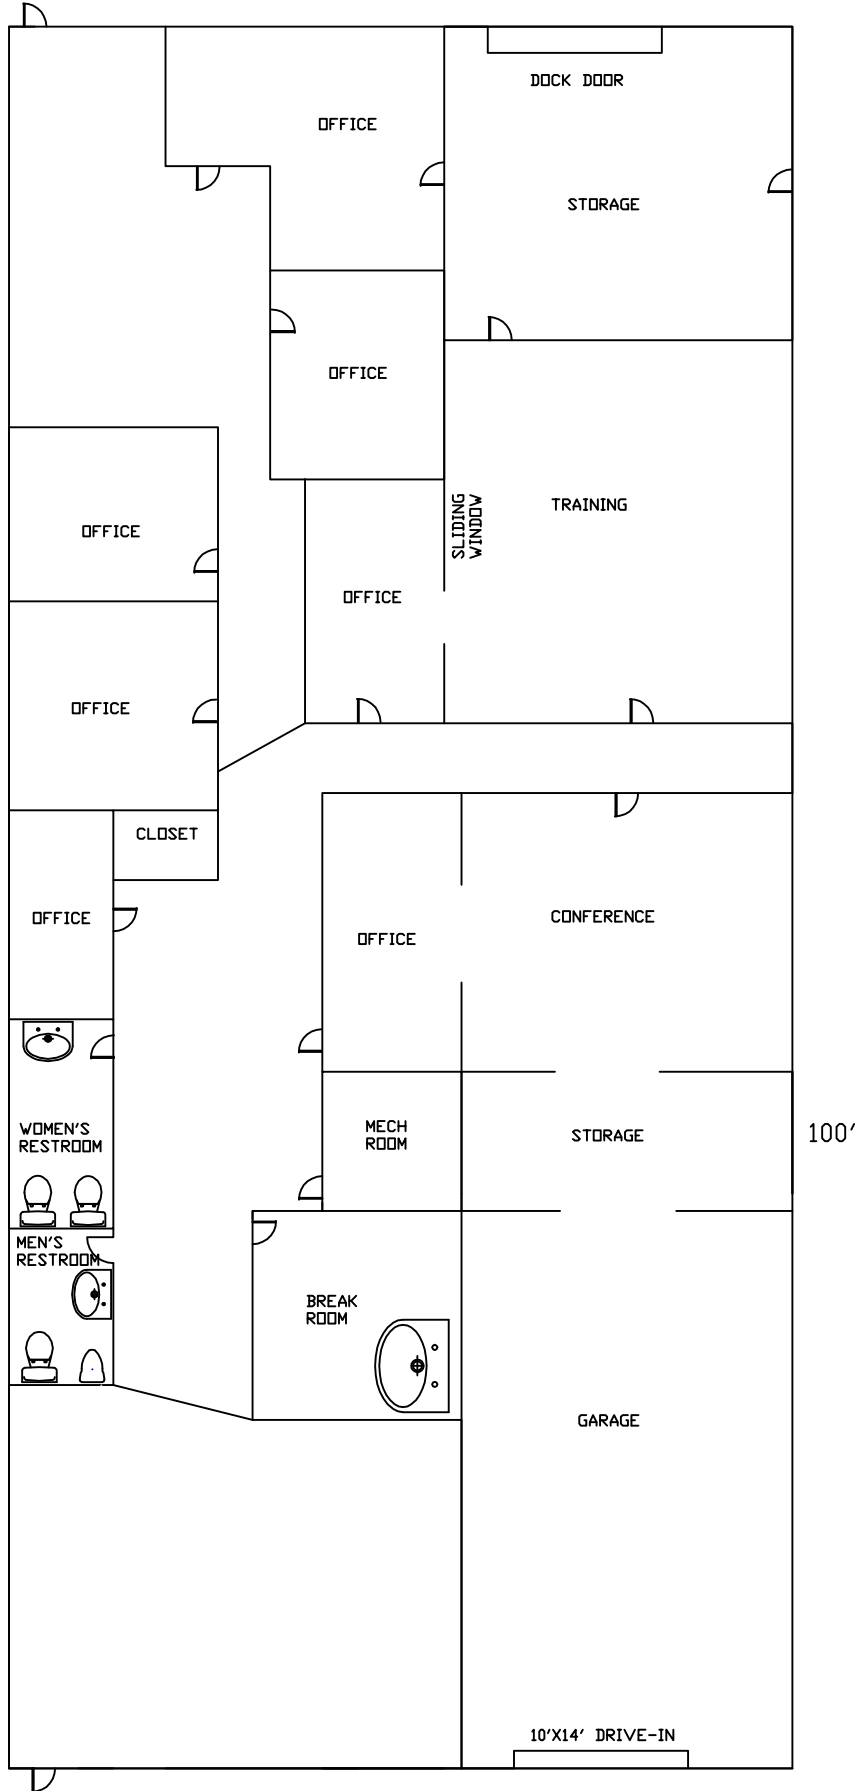 DOCK DOOR
OFFICE
STORAGE
OFFICE
SLIDING
WINDOW
TRAINING
OFFICE
OFFICE
OFFICE
CLOSET
OFFICE
CONFERENCE
OFFICE
WOMEN'S
RESTROOM
MECH
ROOM
STORAGE
100'
MEN'S
RESTROOM
BREAK
ROOM
GARAGE
10'X14' DRIVE-IN